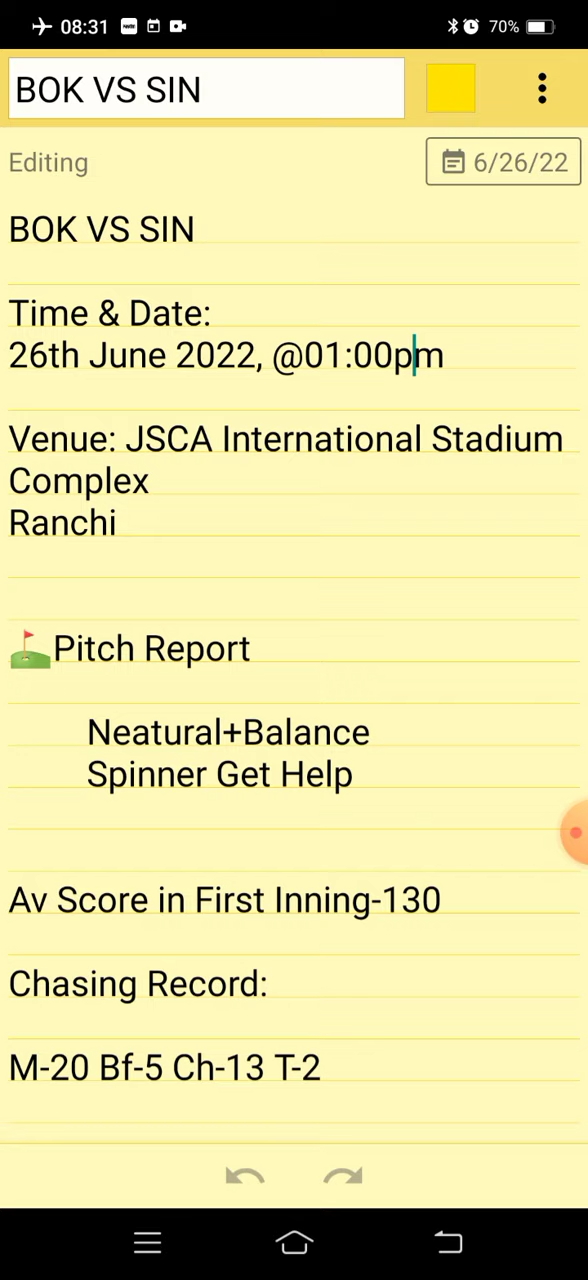 08:31
70%
BOK VS SIN
Editing
6/26/22
BOK VS SIN
Time & Date:
26th June 2022, @01:00pm
Venue: JSCA International Stadium
Complex
Ranchi
Pitch Report
Neatural+Balance
Spinner Get Help
Av Score in First Inning-130
Chasing Record:
M-20 Bf-5 Ch-13 T-2